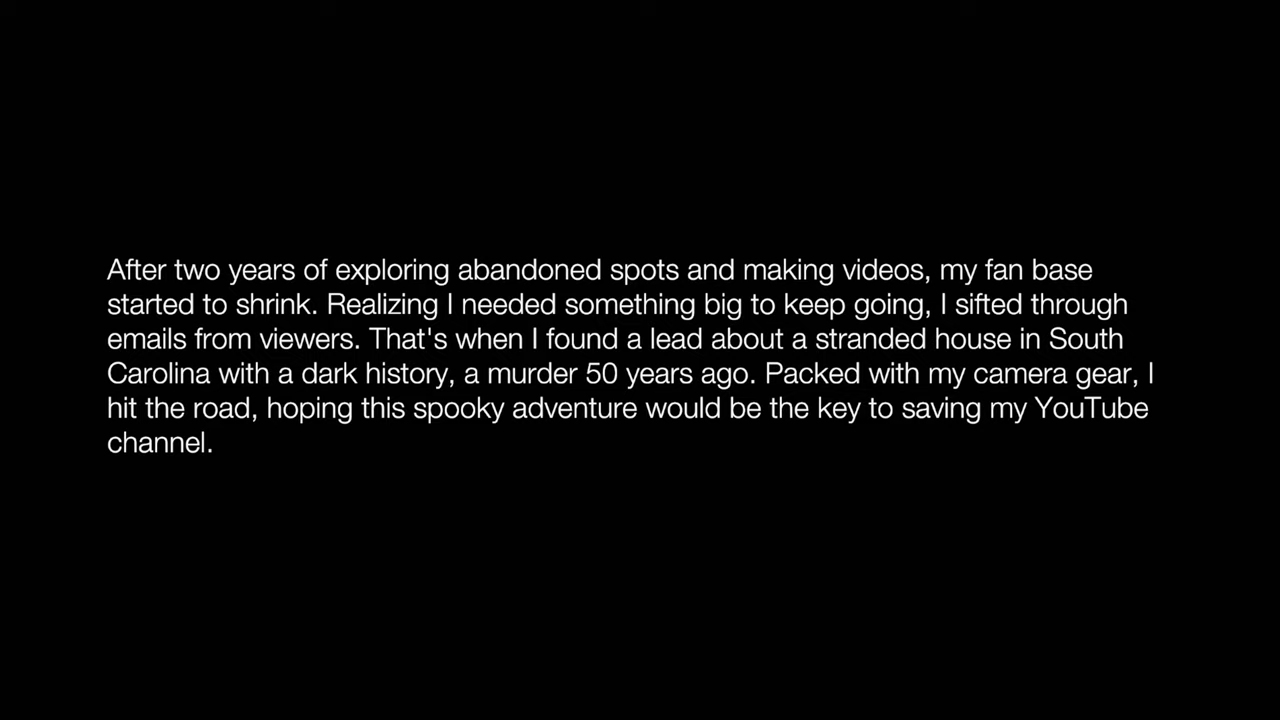 After two years of exploring abandoned spots and making videos, my fan base
started to shrink. Realizing I needed something big to keep going, I sifted through
emails from viewers. That's when I found a lead about a stranded house in South
Carolina with a dark history, a murder 50 years ago. Packed with my camera gear, I
hit the road, hoping this spooky adventure would be the key to saving my YouTube
channel.